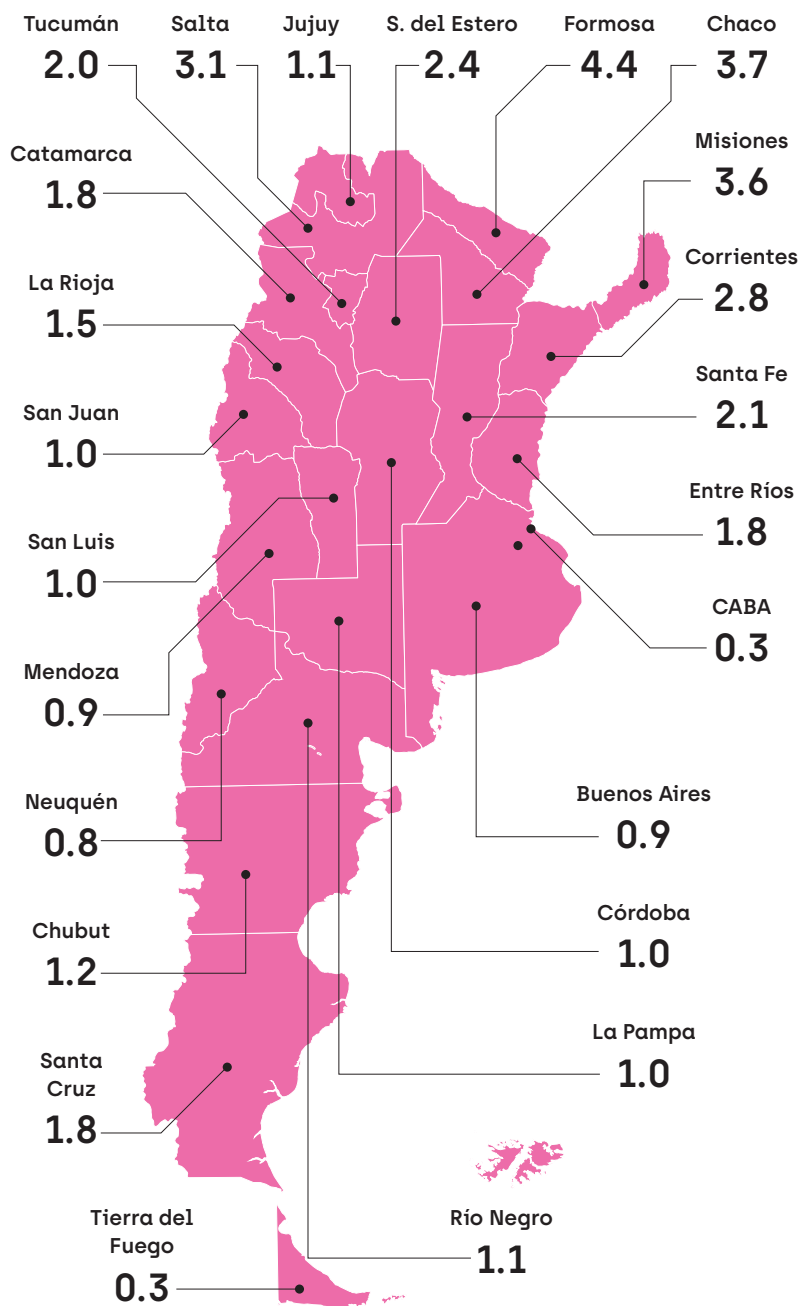 Tucumán
2.0
Salta
3.1
Jujuy
1.1
S. del Estero
2.4
Formosa
4.4
Chaco
3.7
Misiones
3.6
Catamarca
1.8
Corrientes
2.8
La Rioja
1.5
Santa Fe
2.1
San Juan
1.0
Entre Ríos
1.8
San Luis
1.0
CABA
0.3
Mendoza
0.9
Neuquén
0.8
Buenos Aires
0.9
Chubut
1.2
Córdoba
1.0
La Pampa
1.0
Santa
Cruz
1.8
Tierra del
Fuego
0.3
Río Negro
1.1